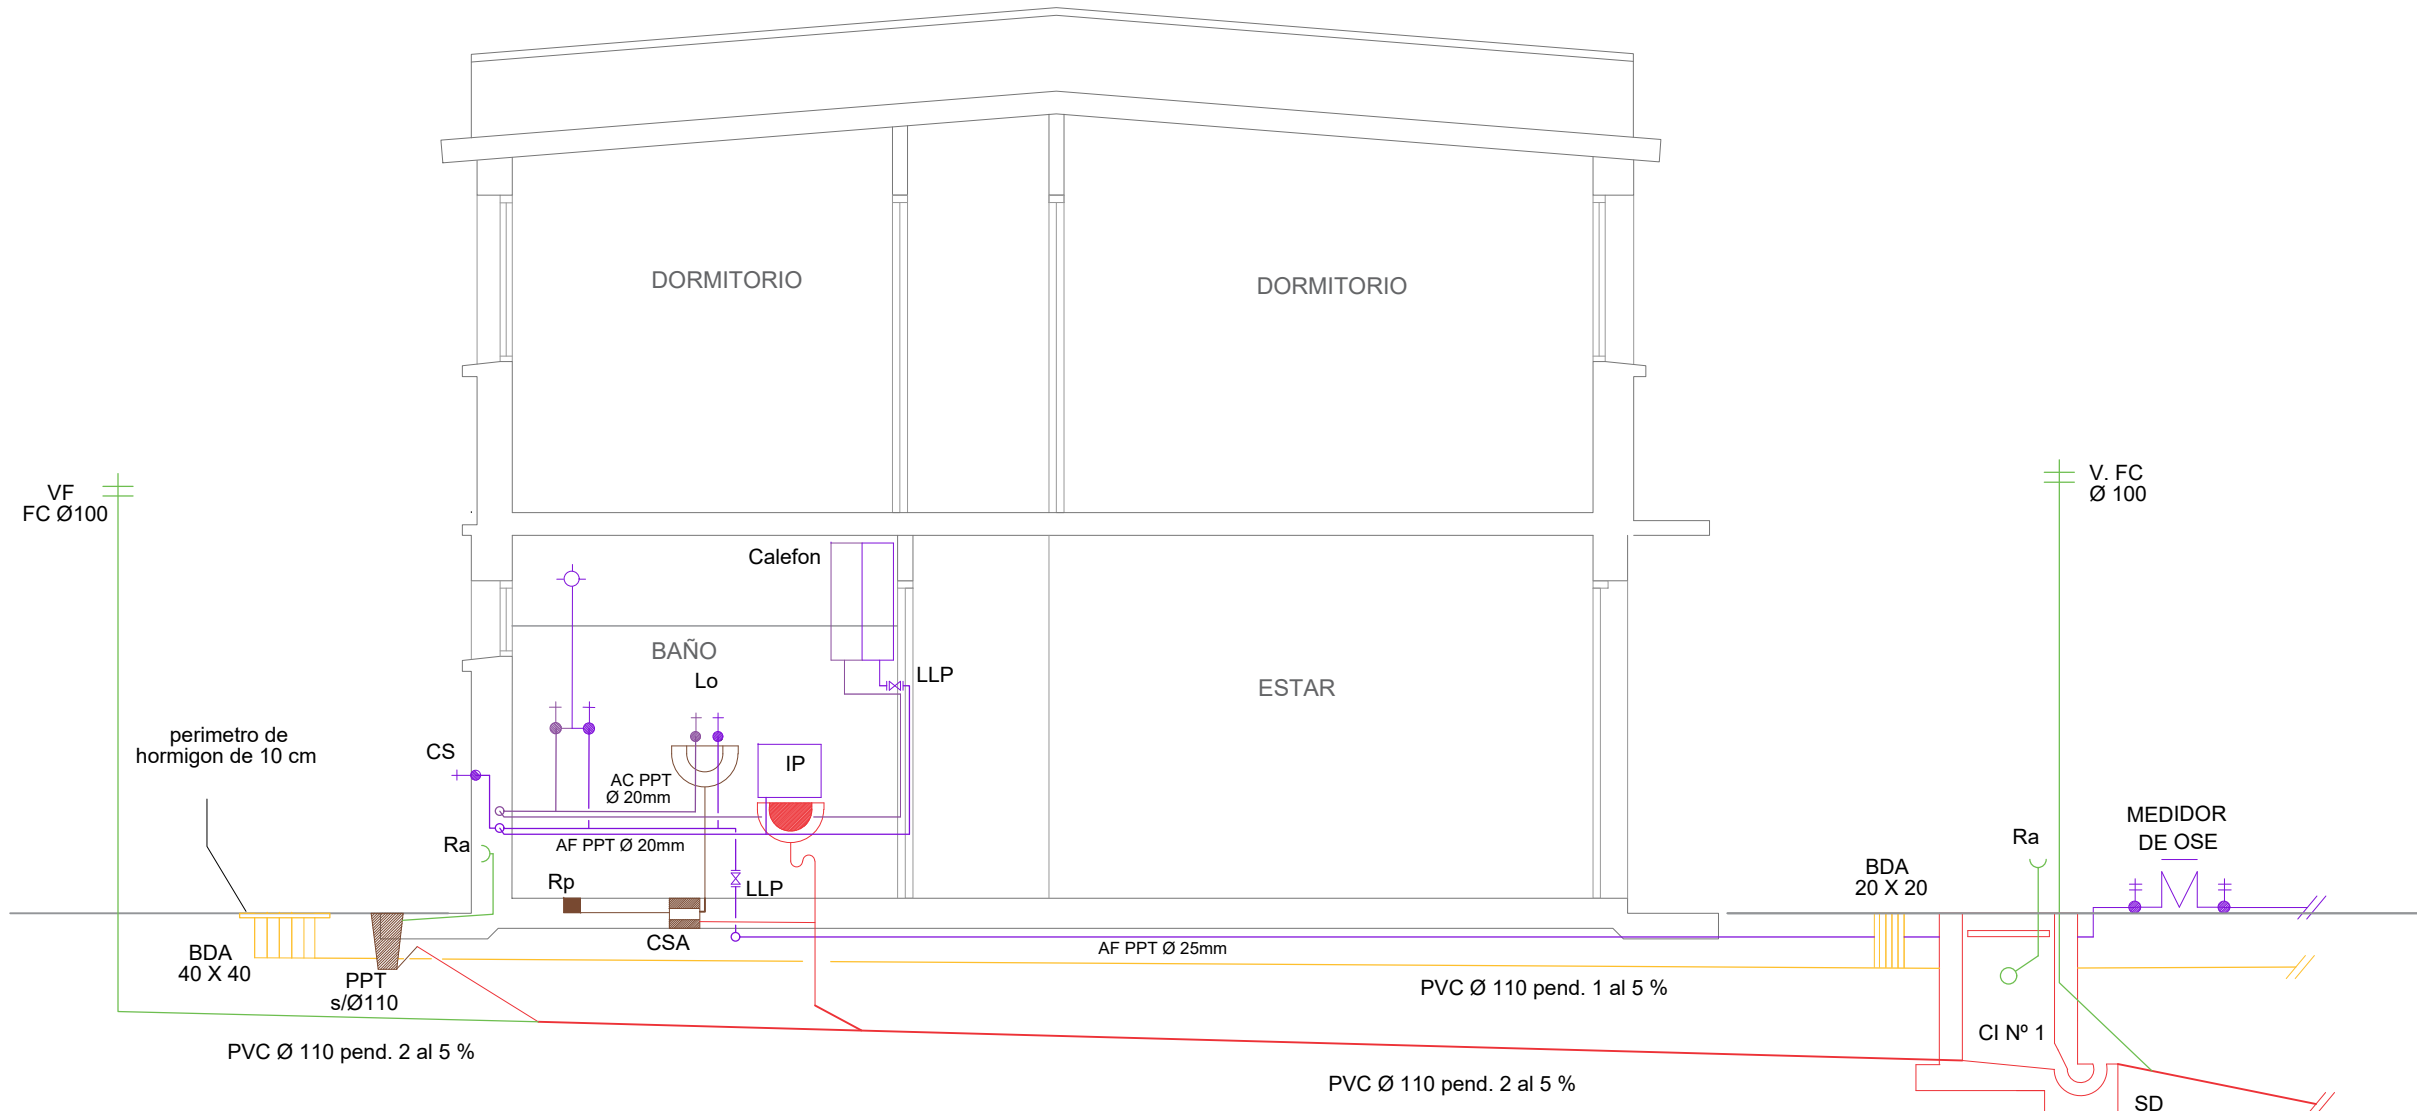 DORMITORIO
DORMITORIO
VF
FC Ø100
V. FC
Ø 100
Calefon
BAÑO
Lo
LLP
ESTAR
perimetro de
hormigon de 10 cm
CS
IP
AC PPT
Ø 20mm
AF PPT Ø 20mm
Ra
Rp
LLP
CSA
BDA
40 X 40
PPT
s/Ø110
AF PPT Ø 25mm
BDA
20 X 20
Ra
MEDIDOR
DE OSE
PVC Ø 110 pend. 1 al 5 %
CI Nº 1
PVC Ø 110 pend. 2 al 5 %
PVC Ø 110 pend. 2 al 5 %
SD